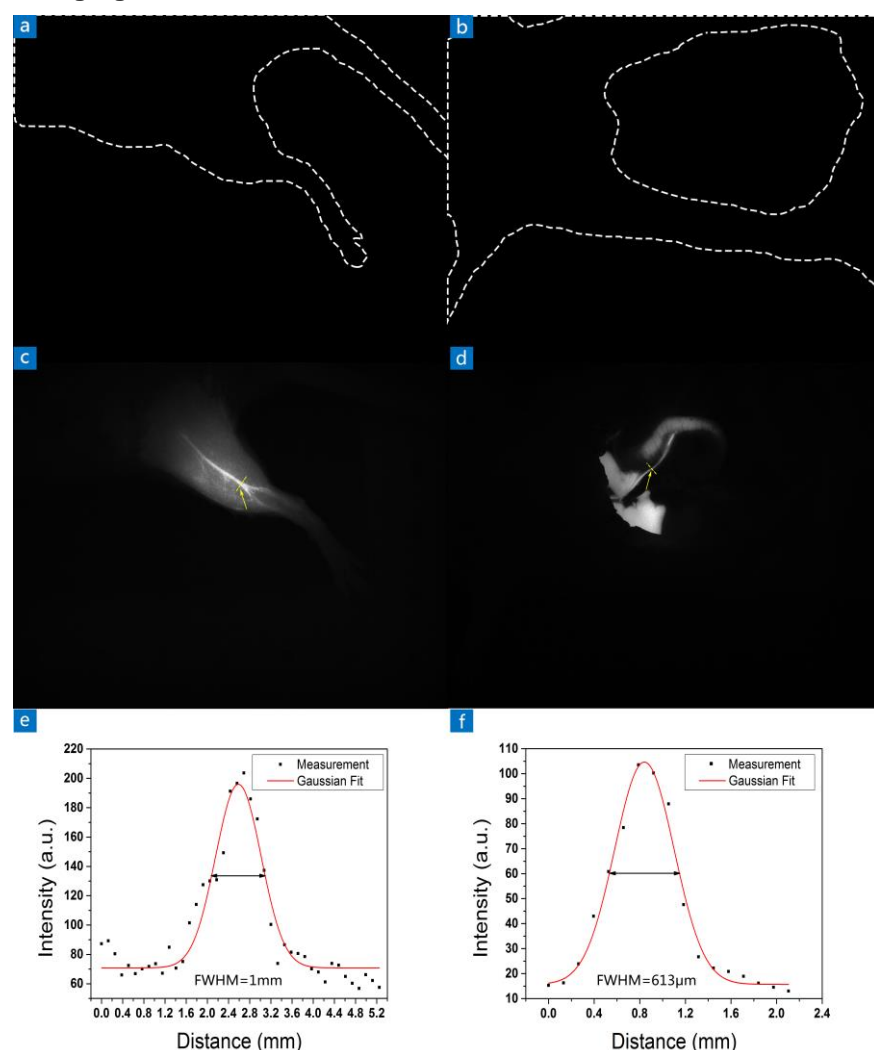 a
b
c
d
e
f
220
200
180
160
140
120
100
80
60
Intensity (a.u.)
Measurement
Gaussian Fit
FWHM=1mm
0.0 0.4 0.8 1.2 1.6 2.0 2.4 2.8 3.2 3.6 4.0 4.4 4.8 5.2
Distance (mm)
110
100
90
80
70
60
50
40
30
20
10
Intensity (a.u.)
Measurement
Gaussian Fit
FWHM=613μm
0.0 0.4 0.8 1.2 1.6 2.0 2.4
Distance (mm)